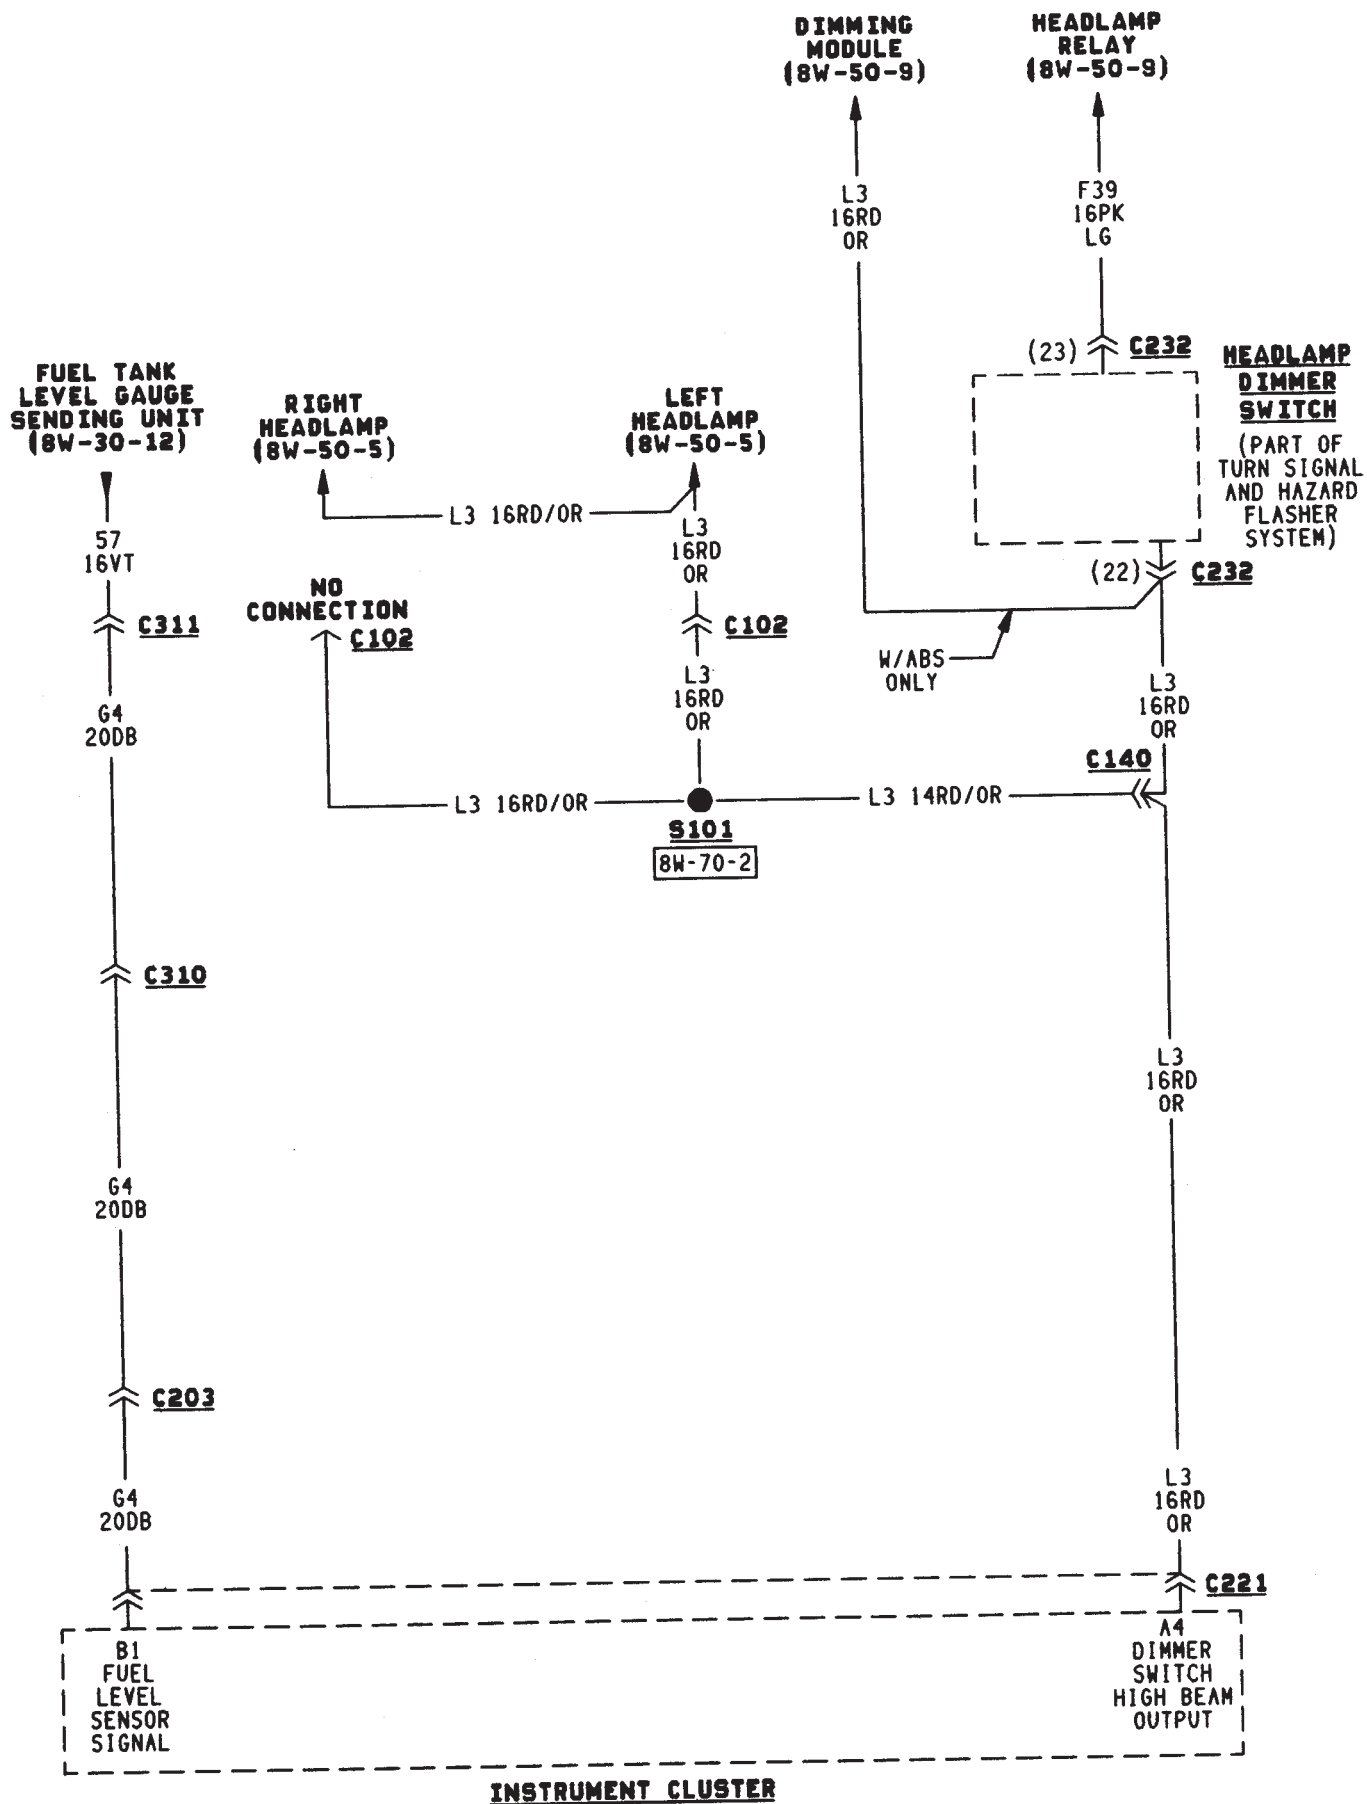 DIMMING
MODULE
(8W-50-9)
HEADLAMP
RELAY
(8W-50-9)
L3
16RD
OR
F39
16PK
LG
(23)
C232
HEADLAMP
DIMMER
SWITCH
(PART OF
TURN SIGNAL
AND HAZARD
FLASHER
SYSTEM)
FUEL TANK
LEVEL GAUGE
SENDING UNIT
(8W-30-12)
RIGHT
HEADLAMP
(8W-50-5)
LEFT
HEADLAMP
(8W-50-5)
L3 16RD/OR
L3
16RD
OR
57
16VT
(22)
C232
NO
CONNECTION
C102
C311
C102
W/ABS
ONLY
L3
16RD
OR
L3
16RD
OR
G4
20DB
C140
L3 16RD/OR
L3 14RD/OR
S101
8W-70-2
C310
L3
16RD
OR
G4
20DB
C203
G4
20DB
L3
16RD
OR
C221
B1
FUEL
LEVEL
SENSOR
SIGNAL
A4
DIMMER
SWITCH
HIGH BEAM
OUTPUT
INSTRUMENT CLUSTER